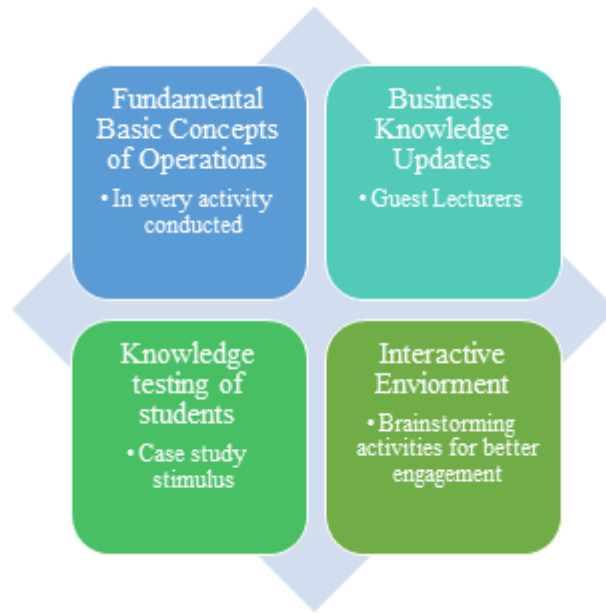 Fundamental
Basic Concepts
of Operations
• In every activity
conducted
Business
Knowledge
Updates
• Guest Lecturers
Knowledge
testing of
students
• Case study
stimulus
Interactive
Enviorment
• Brainstorming
activities for better
engagement